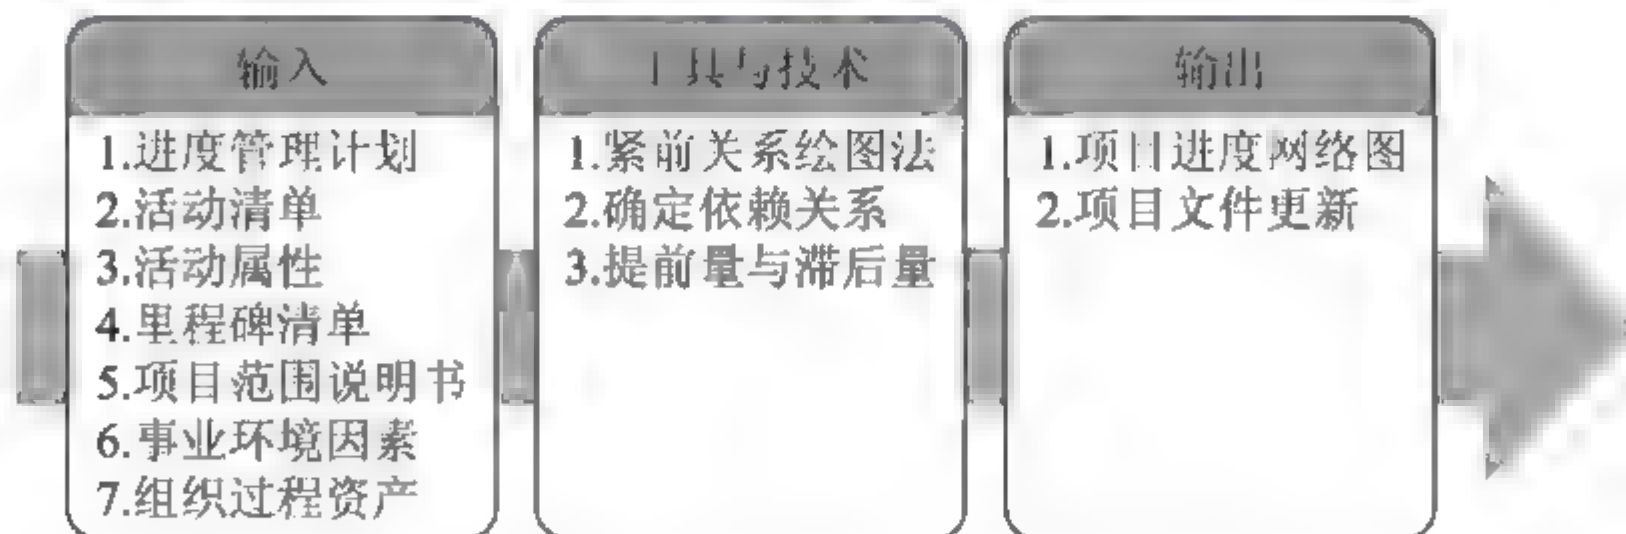 输入
1.进度管理计划
2.活动清单
3.活动属性
4.里程碑清单
5.项目范围说明书
6.事业环境因素
7.组织过程资产
工具与技术
1.紧前关系绘图法
2.确定依赖关系
3.提前量与滞后量
输出
1.项目进度网络图
2.项目文件更新